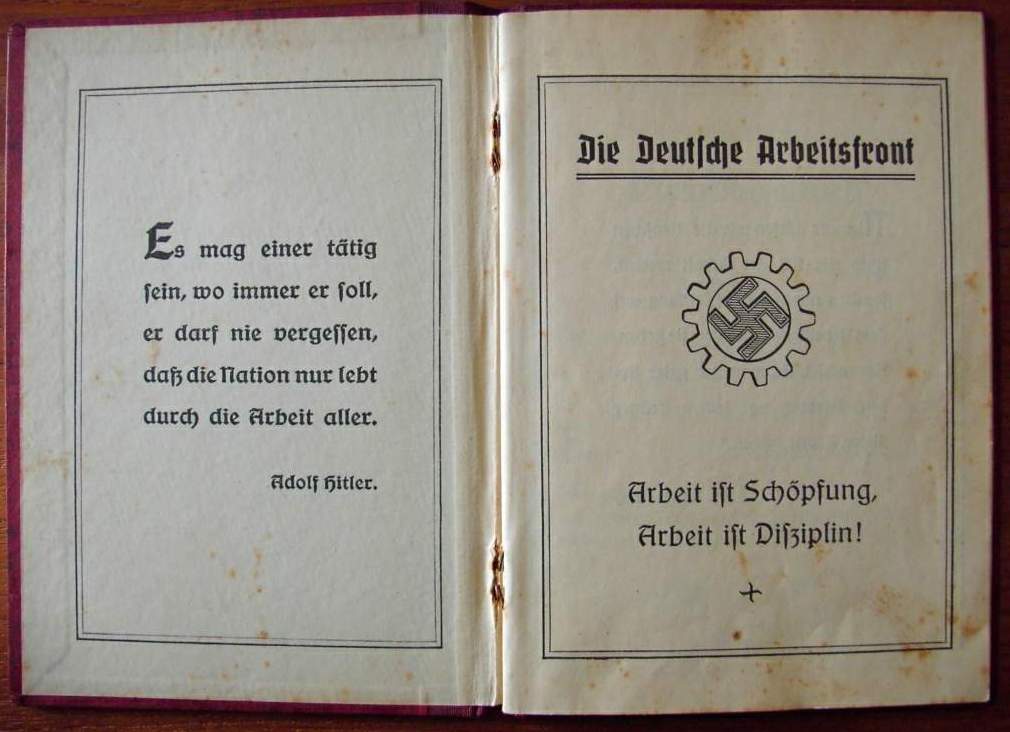 Es mag einer tätig
sein, wo immer er soll,
er darf nie vergessen,
daß die Nation nur lebt
durch die Arbeit aller.
Adolf Hitler.
Die Deutsche Arbeitsfront
Arbeit ist Schöpfung,
Arbeit ist Disziplin!